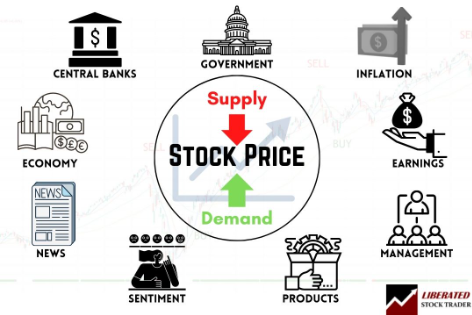 CENTRAL BANKS
GOVERNMENT
INFLATION
SELL
SELL
Supply
STOCK PRICE
Demand
BUY
SELL
ECONOMY
EARNINGS
NEWS
NEWS
MANAGEMENT
SENTIMENT
PRODUCTS
LIBERATED
STOCK TRADER